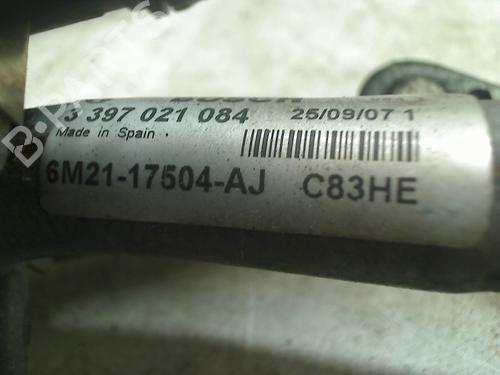 3 397 021 084 25/09/07 1
Made in Spain .
6M21-17504-AJ C83HE